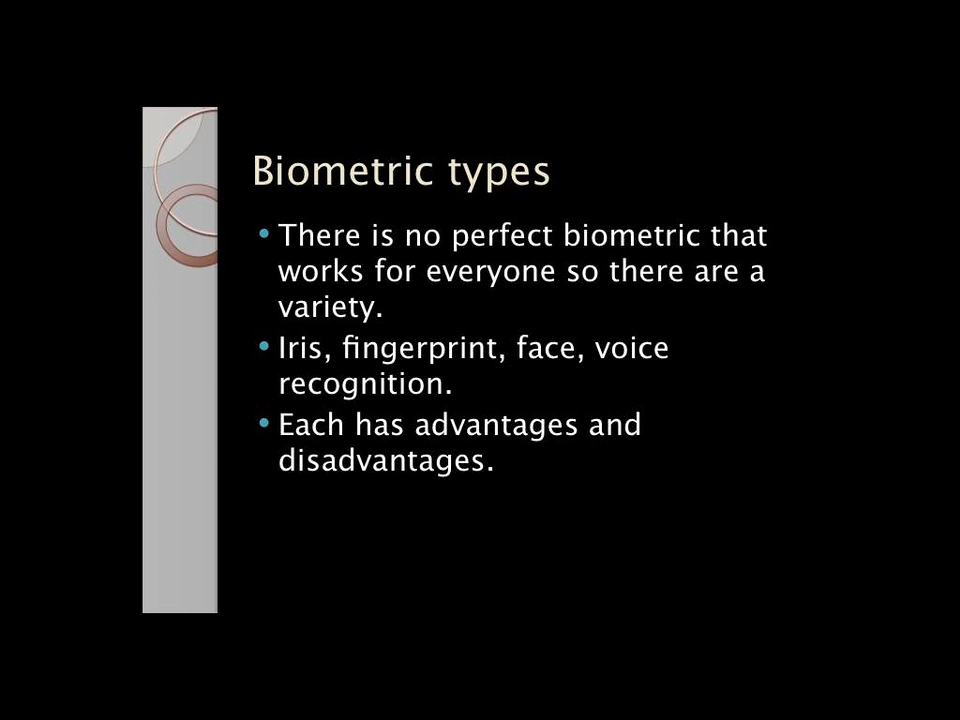 Biometric types
• There is no perfect biometric that
works for everyone so there are a
variety.
• Iris, fingerprint, face, voice
recognition.
• Each has advantages and
disadvantages.